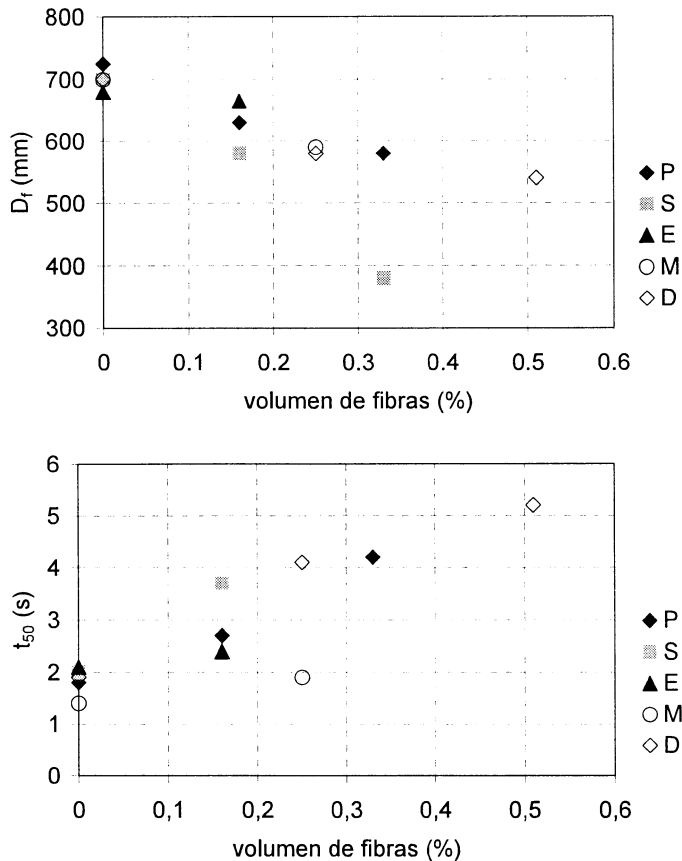 800
700
600
500
400
300
D_f (mm)
0 0.1 0.2 0.3 0.4 0.5 0.6
volumen de fibras (%)
P
S
E
M
D
6
5
4
3
2
1
0
t_50 (s)
0 0,1 0,2 0,3 0,4 0,5 0,6
volumen de fibras (%)
P
S
E
M
D